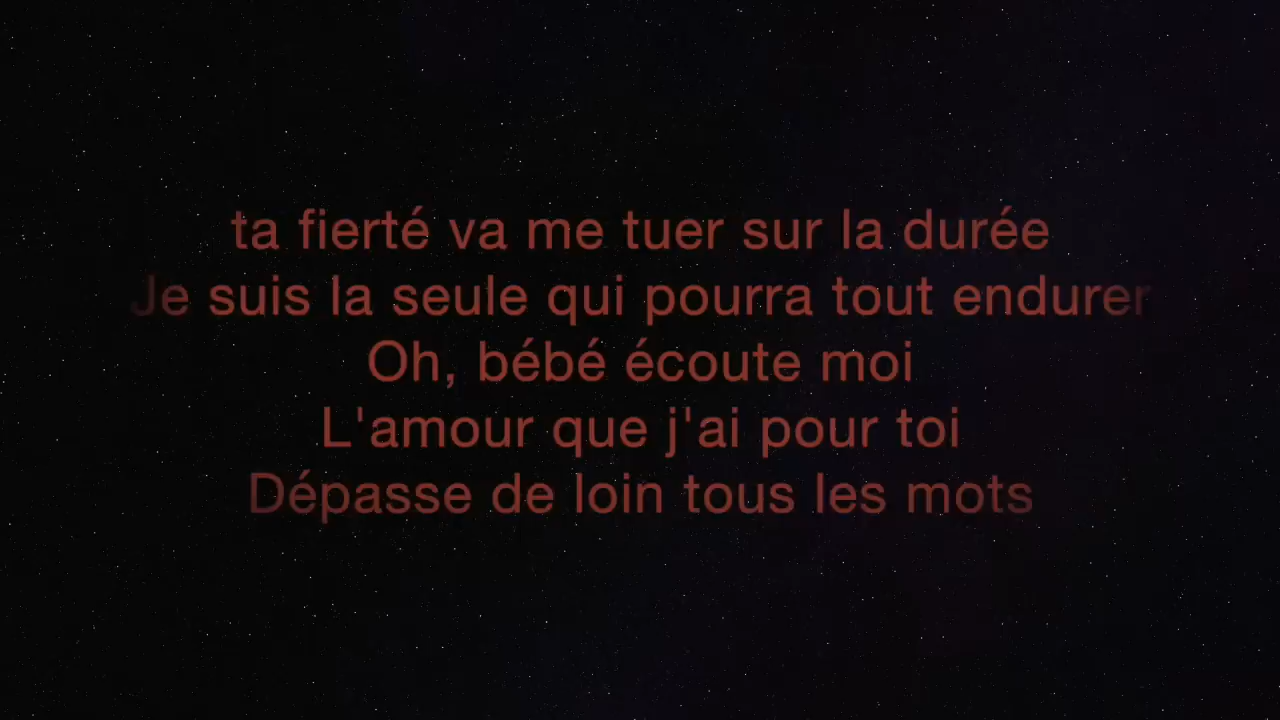 ta fierté va me tuer sur la durée
Je suis la seule qui pourra tout endurer
Oh, bébé écoute moi
L'amour que j'ai pour toi
Dépasse de loin tous les mots